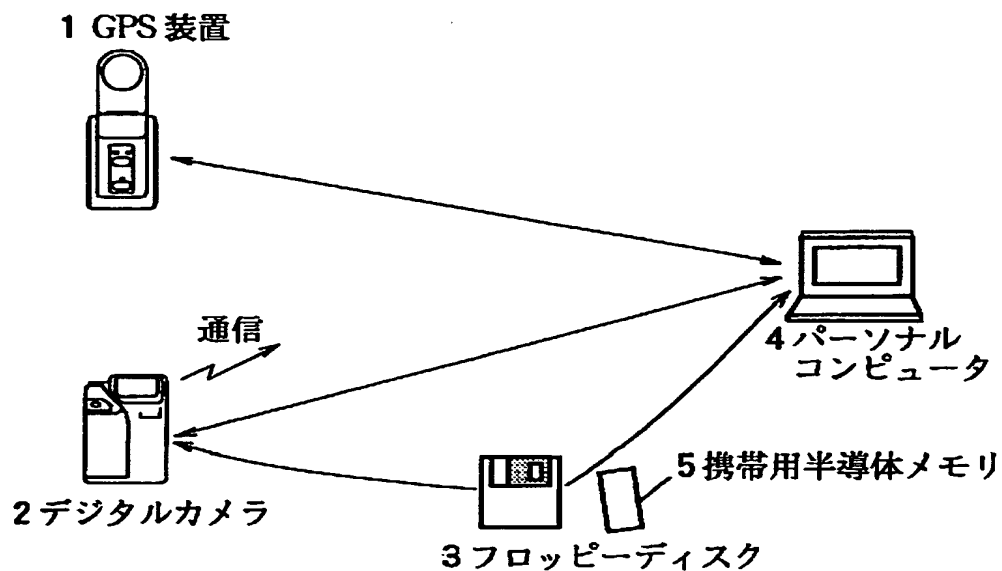 1 GPS 装置
通信
4 パーソナル
コンピュータ
5 携帯用半導体メモリ
2 デジタルカメラ
3 フロッピーディスク